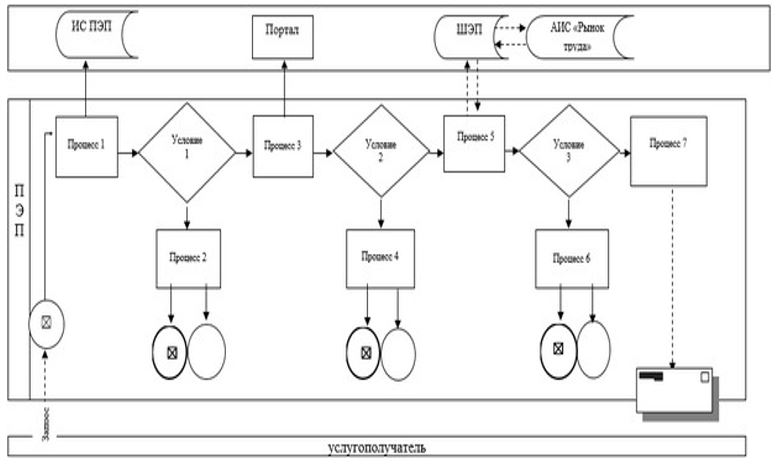 ИС ПЭП
Портал
ШЭП
АИС «Рынок
труда»
Процесс 1
Условие
1
Процесс 3
Условие
2
Процесс 5
Условие
3
Процесс 7
П
Э
П
Процесс 2
Процесс 4
Процесс 6
Запрос
услугополучатель